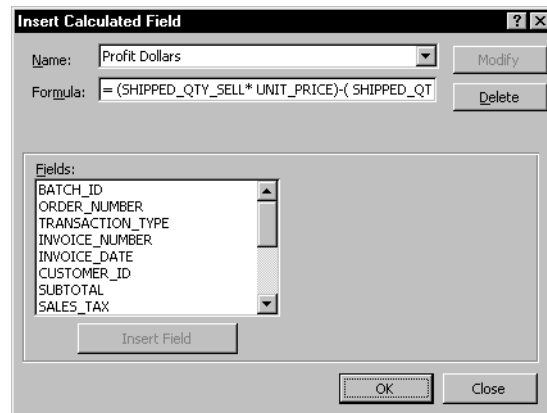 Insert Calculated Field
Name: Profit Dollars Modify
Formula: = (SHIPPED_QTY_SELL* UNIT_PRICE)-( SHIPPED_QT Delete
Fields:
BATCH_ID
ORDER_NUMBER
TRANSACTION_TYPE
INVOICE_NUMBER
INVOICE_DATE
CUSTOMER_ID
SUBTOTAL
SALES_TAX
Insert Field
OK Close